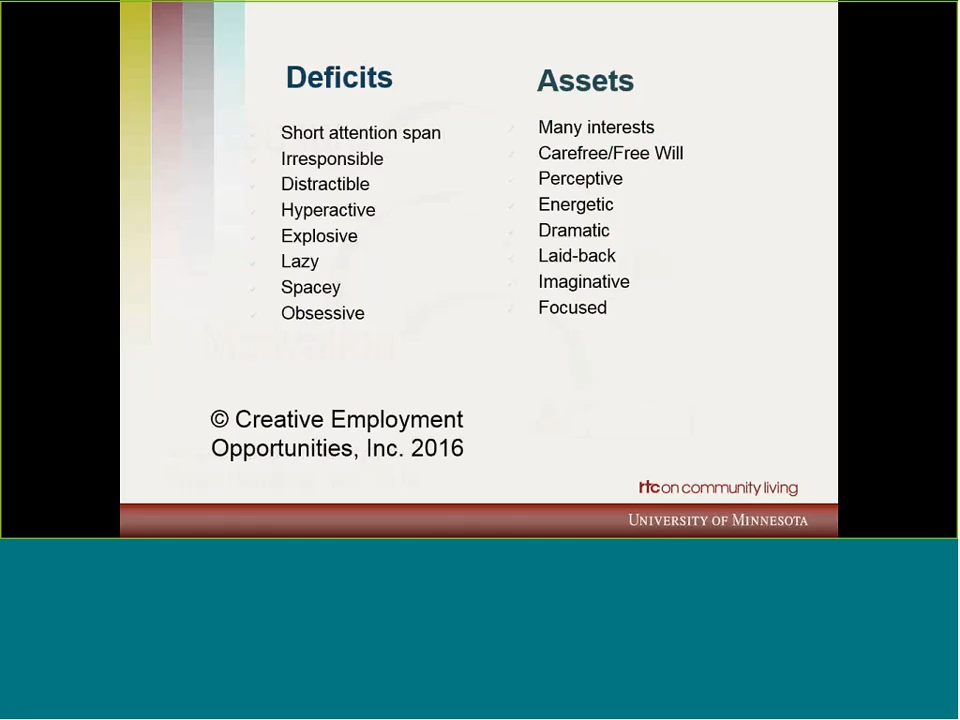 Deficits
Short attention span
Irresponsible
Distractible
Hyperactive
Explosive
Lazy
Spacey
Obsessive
Assets
Many interests
Carefree/Free Will
Perceptive
Energetic
Dramatic
Laid-back
Imaginative
Focused
© Creative Employment
Opportunities, Inc. 2016
rtc on community living
UNIVERSITY OF MINNESOTA